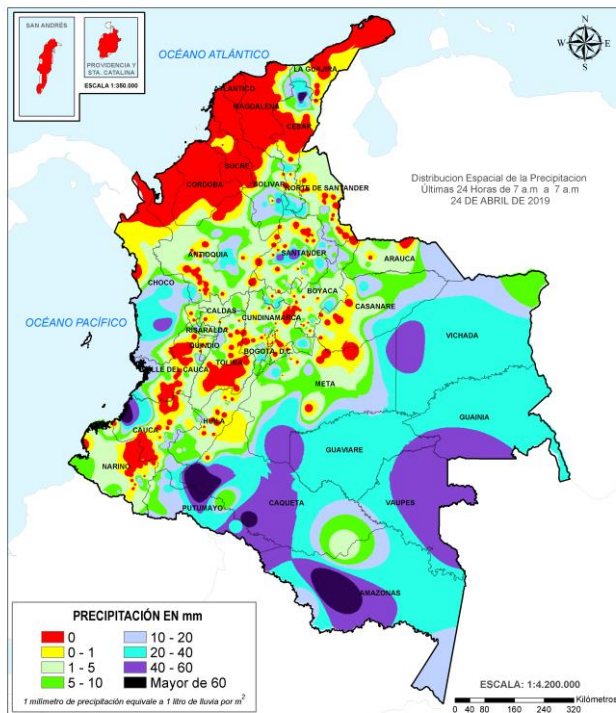 SAN ANDRÉS
PROVIDENCIA Y
STA. CATALINA
ESCALA 1:350.000
OCÉANO ATLÁNTICO
N
W
E
S
LA GUAJIRA
ATLANTICO
MAGDALENA
CESAR
SUCRE
CORDOBA
BOLIVAR
NORTE DE SANTANDER
Distribucion Espacial de la Precipitacion
Últimas 24 Horas de 7 a.m a 7 a.m
24 DE ABRIL DE 2019
ANTIOQUIA
SANTANDER
ARAUCA
CHOCO
BOYACA
CASANARE
OCÉANO PACÍFICO
CALDAS
CUNDINAMARCA
RISARALDA
VICHADA
QUINDIO
BOGOTA, D.C.
TOLIMA
VALLE DEL CAUCA
META
GUAINIA
HUILA
CAUCA
GUAVIARE
NARIÑO
CAQUETA
VAUPES
PUTUMAYO
AMAZONAS
PRECIPITACIÓN EN mm
0
10 - 20
0 - 1
20 - 40
1 - 5
40 - 60
5 - 10
Mayor de 60
1 milímetro de precipitación equivale a 1 litro de lluvia por m²
ESCALA: 1:4.200.000
Kilómetros
0 40 80 160 240 320